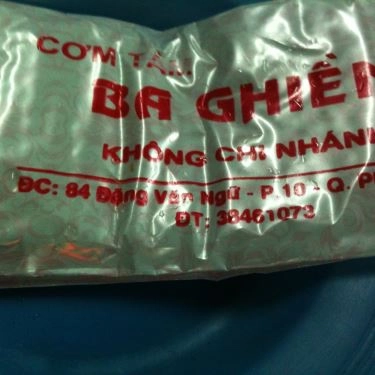 CƠM TẤM
BA GHIỀN
KHÔNG CHI NHÁNH
ĐC: 84 Đặng Văn Ngữ - P.10 - Q. P
ĐT: 38461073